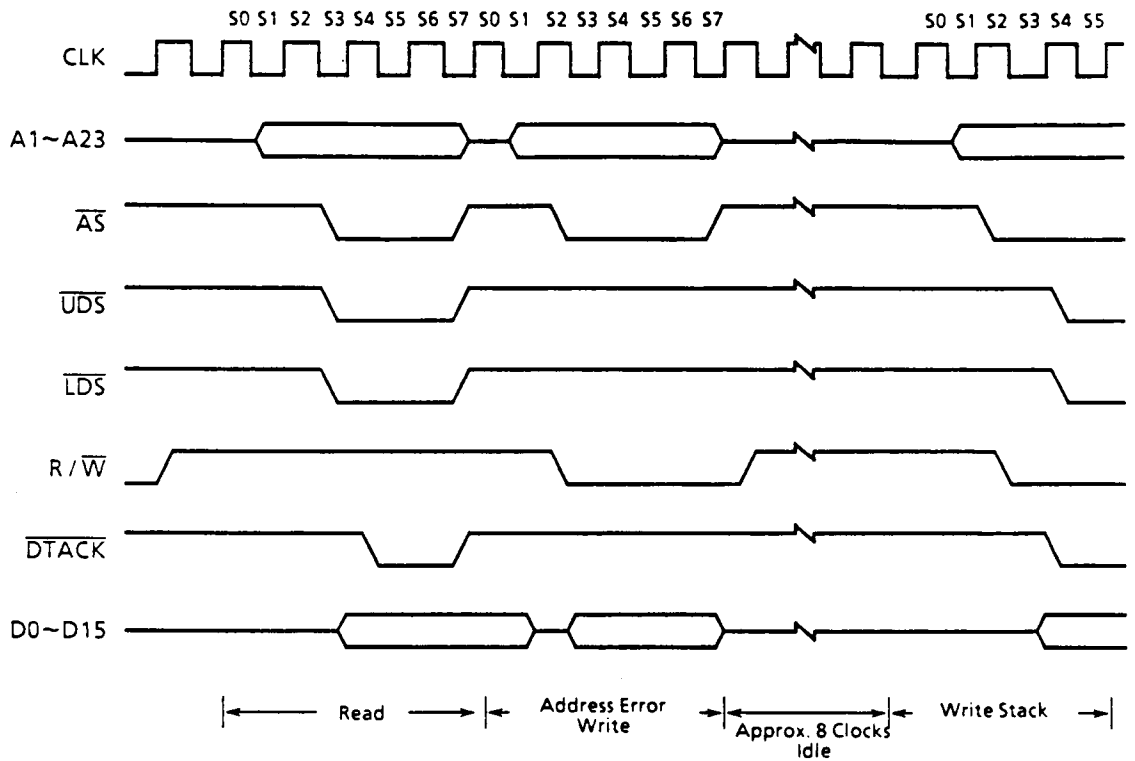 S0 S1 S2 S3 S4 S5 S6 S7 S0 S1 S2 S3 S4 S5 S6 S7 S0 S1 S2 S3 S4 S5
CLK
A1~A23
AS
UDS
LDS
R/W
DTACK
D0~D15
Read
Address Error
Write
Approx. 8 Clocks
Idle
Write Stack